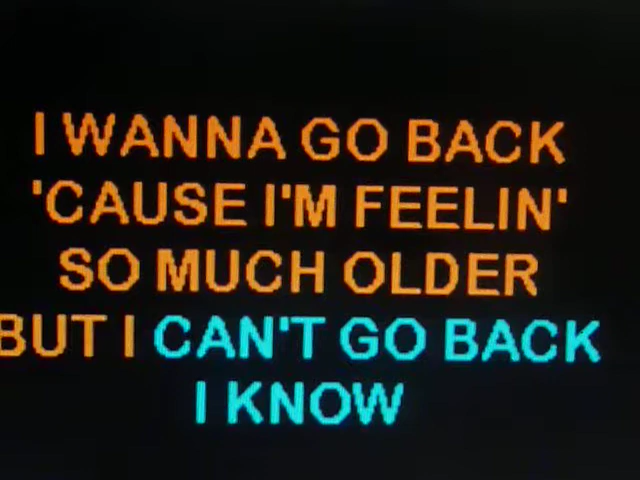 I WANNA GO BACK
'CAUSE I'M FEELIN'
SO MUCH OLDER
BUT I CAN'T GO BACK
I KNOW